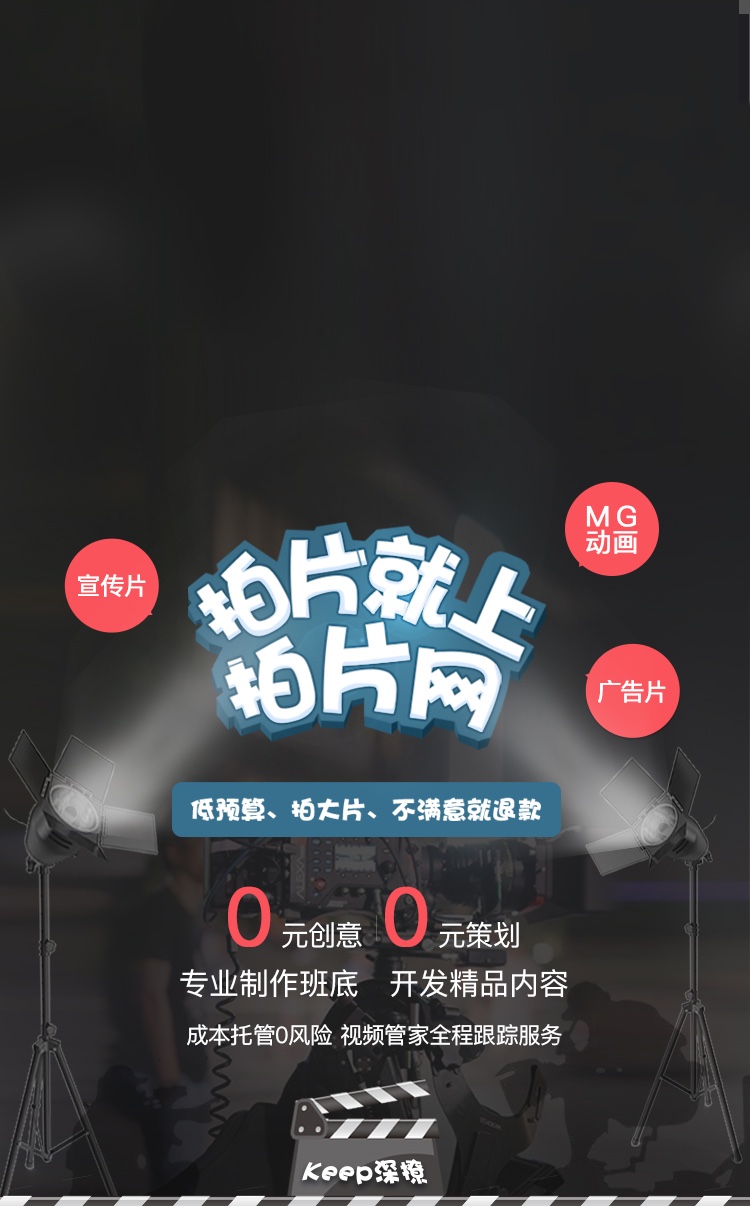 MG
动画
宣传片
拍片就上
拍片网
广告片
低预算、拍大片、不满意就退款
0元创意 0元策划
专业制作班底 开发精品内容
成本托管0风险 视频管家全程跟踪服务
Keep深撩